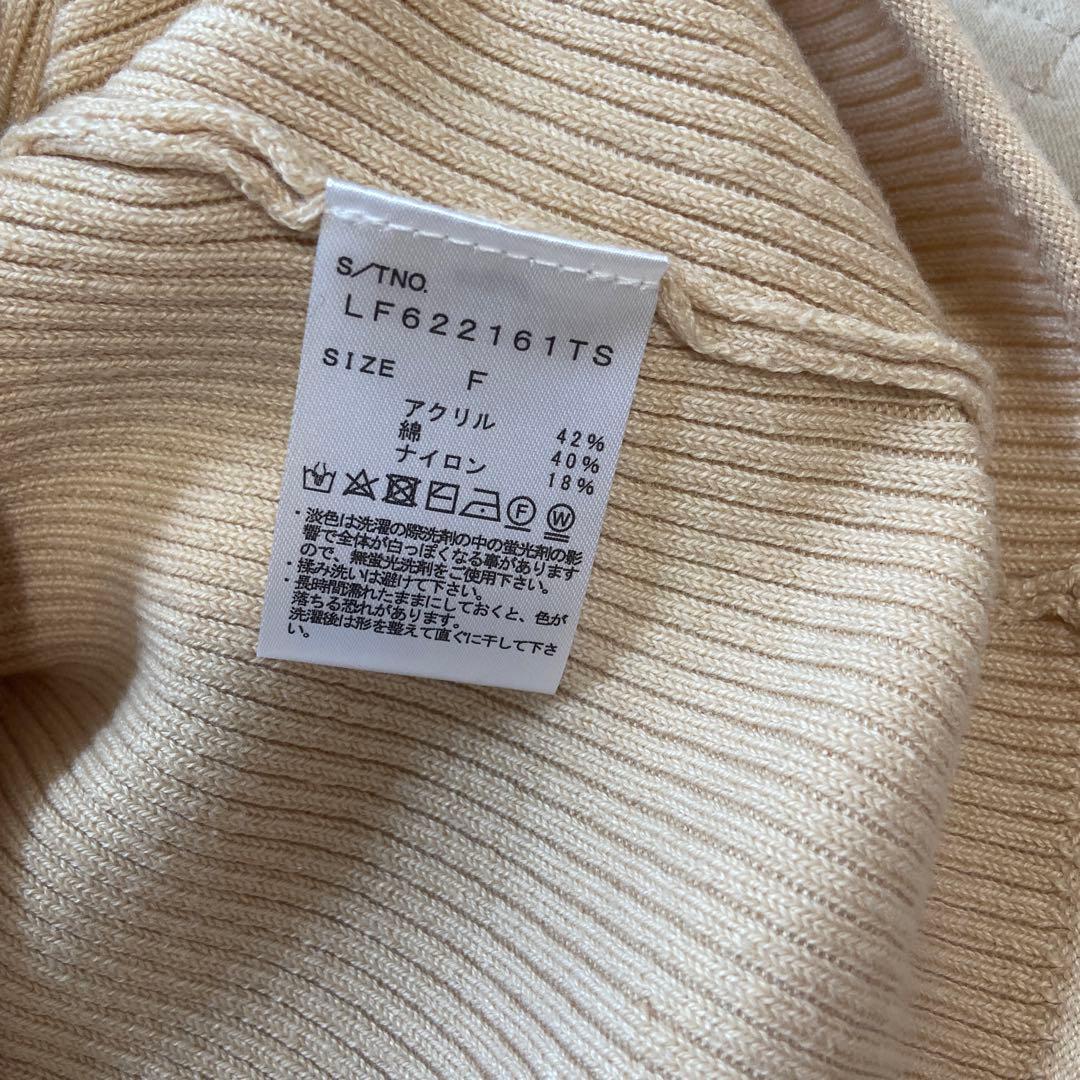 S/TNO.
LF622161TS
SIZE F
アクリル 42%
綿 40%
ナイロン 18%
F W
・淡色は洗濯の際洗剤の中の蛍光剤の影
響で全体が白っぽくなる事があります
ので、無蛍光洗剤をご使用下さい。
・揉み洗いは避けて下さい。
・長時間濡れたままにしておくと、色が
落ちる恐れがあります。
洗濯後は形を整えて直ぐに干して下さ
い。